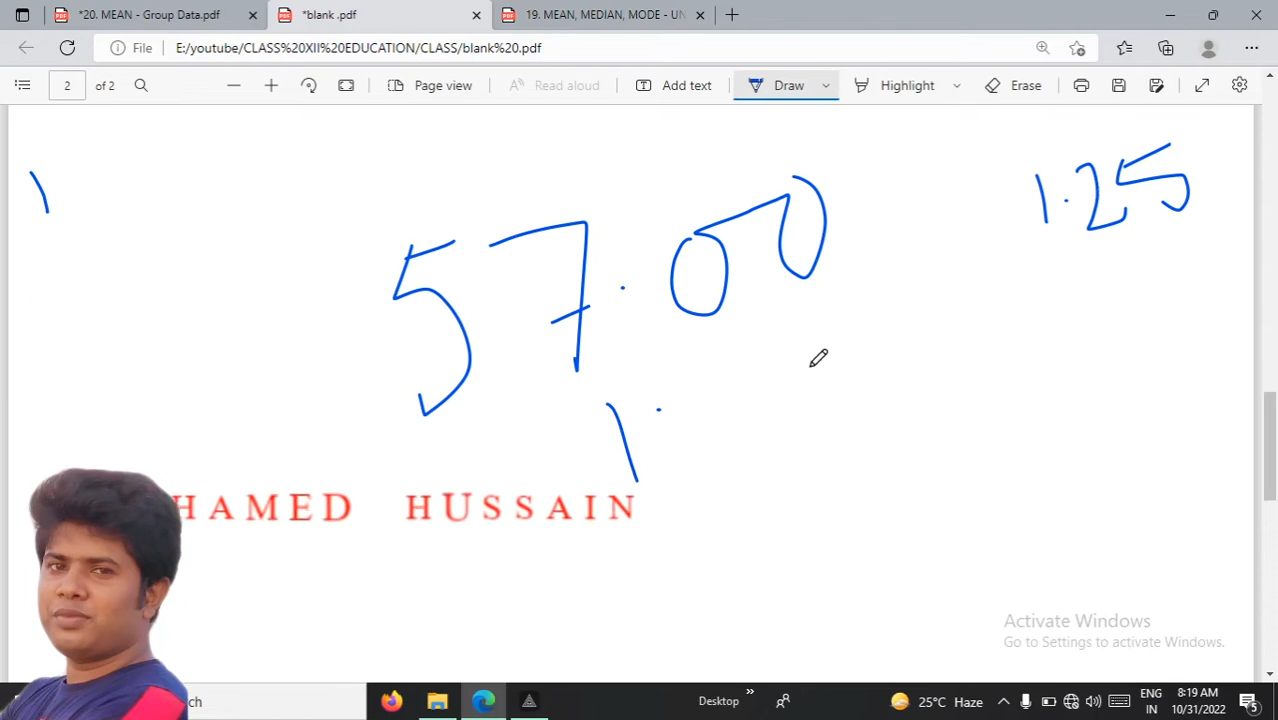 *20. MEAN - Group Data.pdf
*blank .pdf
19. MEAN, MEDIAN, MODE - UN
File
E:/youtube/CLASS%20XII%20EDUCATION/CLASS/blank%20.pdf
2 of 2
Page view
Read aloud
Add text
Draw
Highlight
Erase
1.25
57.00
1.
HAMED HUSSAIN
Activate Windows
Go to Settings to activate Windows.
Desktop
25°C Haze
ENG
IN
8:19 AM
10/31/2022
5